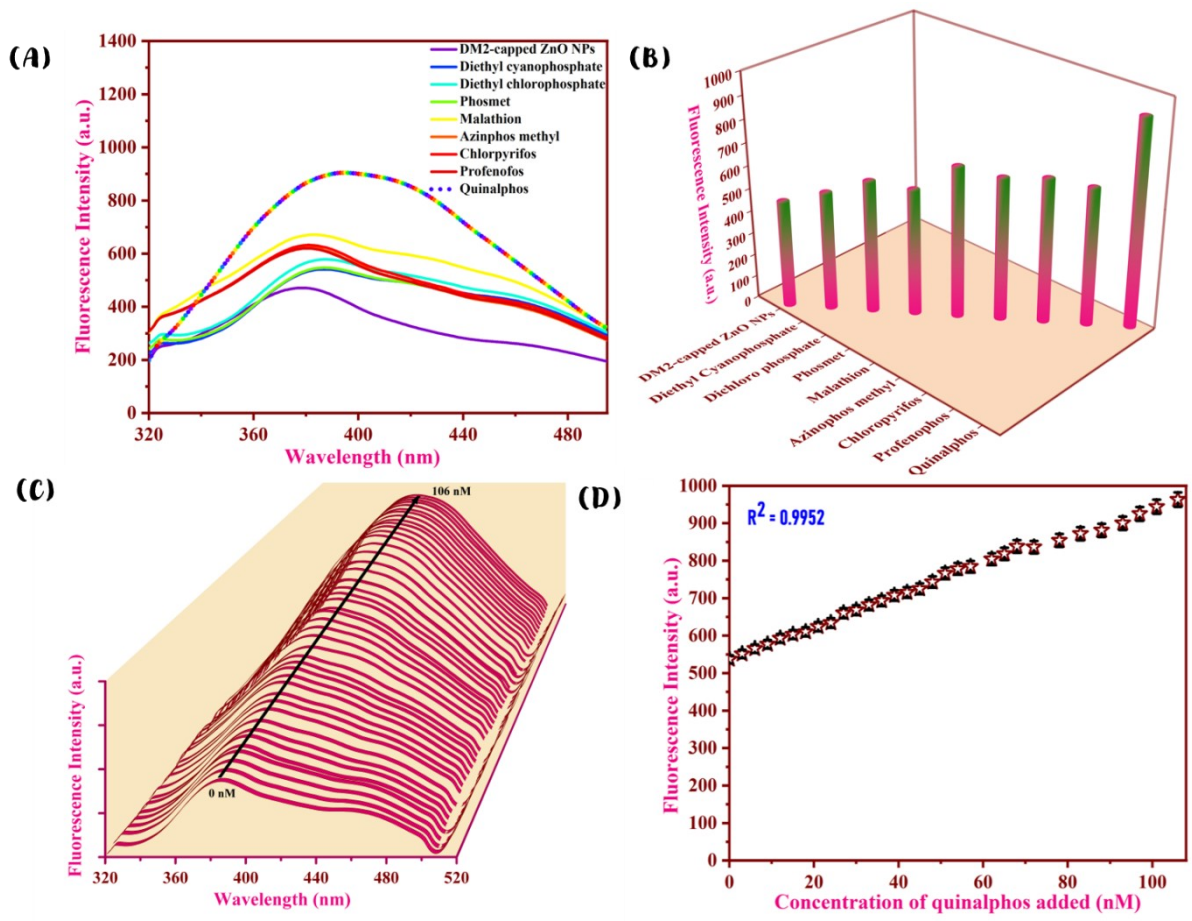 (A)
1400
1200
1000
800
600
400
200
0
Fluorescence Intensity (a.u.)
320 360 400 440 480
Wavelength (nm)
DM2-capped ZnO NPs
Diethyl cyanophosphate
Diethyl chlorphosphate
Phosmet
Malathion
Azinphos methyl
Chlorpyrifos
Profenofos
Quinalphos
(B)
1000
900
800
700
600
500
400
300
200
100
0
Fluorescence Intensity (a.u.)
DM2-capped ZnO NPs
Diethyl Cyanophosphate
Dichloro phosphate
Phosmet
Malathion
Azinophos methyl
Chloropyrifos
Profenophos
Quinalphos
(C)
106 nM
0 nM
Fluorescence Intensity (a.u.)
320 360 400 440 480 520
Wavelength (nm)
(D)
R² = 0.9952
1000
900
800
700
600
500
400
300
200
100
0
Fluorescence Intensity (a.u.)
0 20 40 60 80 100
Concentration of quinalphos added (nM)